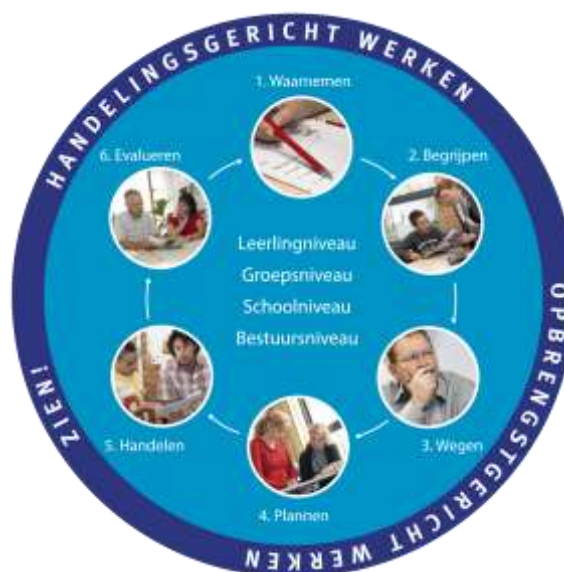 HANDELINGSGERICHT WERKEN
OPBRENGSTGERICHT WERKEN
ZIEN!
1. Waarnemen
2. Begrijpen
3. Wegen
4. Plannen
5. Handelen
6. Evalueren
Leerlingniveau
Groepsniveau
Schoolniveau
Bestuursniveau